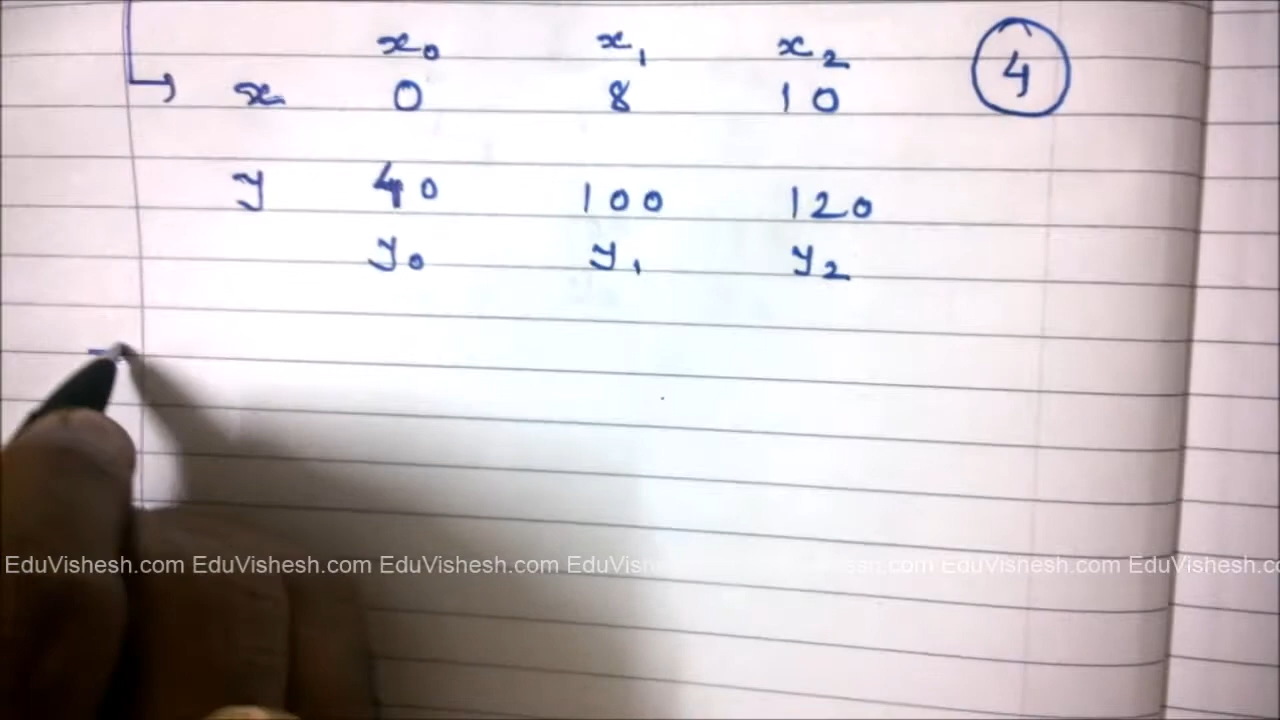 x₀ x₁ x₂ 4
x 0 8 10
y 40 100 120
y₀ y₁ y₂
EduVishesh.com EduVishesh.com EduVishesh.com EduVishesh.com EduVishesh.com